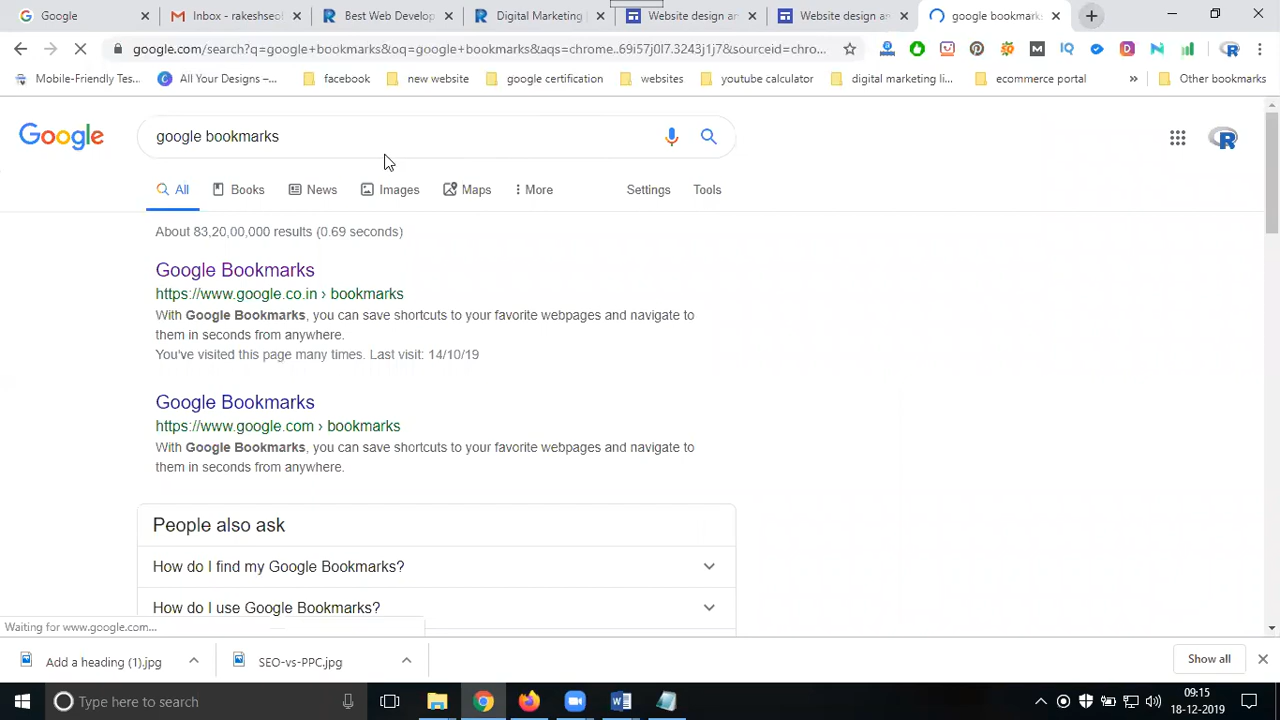 Google
Inbox - rakeshseo
Best Web Develop
Digital Marketing
Website design an
Website design an
google bookmarks
google.com/search?q=google+bookmarks&oq=google+bookmarks&aqs=chrome..69i57j0l7.3243j1j7&sourceid=chro...
Mobile-Friendly Tes...
All Your Designs –...
facebook
new website
google certification
websites
youtube calculator
digital marketing li...
ecommerce portal
»
Other bookmarks
Google
google bookmarks
All
Books
News
Images
Maps
More
Settings
Tools
About 83,20,00,000 results (0.69 seconds)
Google Bookmarks
https://www.google.co.in › bookmarks
With Google Bookmarks, you can save shortcuts to your favorite webpages and navigate to
them in seconds from anywhere.
You've visited this page many times. Last visit: 14/10/19
Google Bookmarks
https://www.google.com › bookmarks
With Google Bookmarks, you can save shortcuts to your favorite webpages and navigate to
them in seconds from anywhere.
People also ask
How do I find my Google Bookmarks?
How do I use Google Bookmarks?
Waiting for www.google.com...
Add a heading (1).jpg
SEO-vs-PPC.jpg
Show all
Type here to search
09:15
18-12-2019